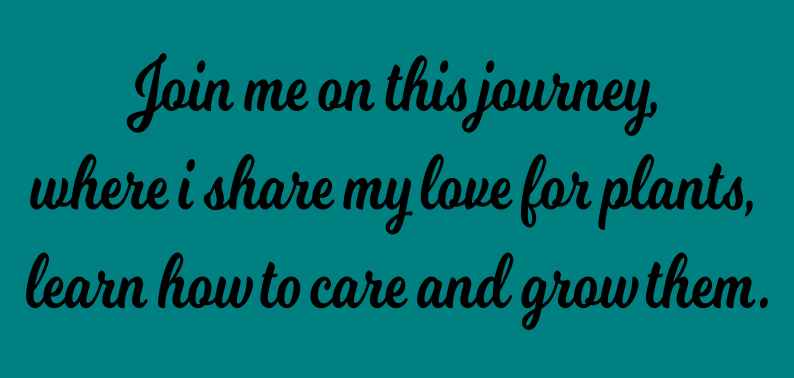 Join me on this journey,
where i share my love for plants,
learn how to care and grow them.